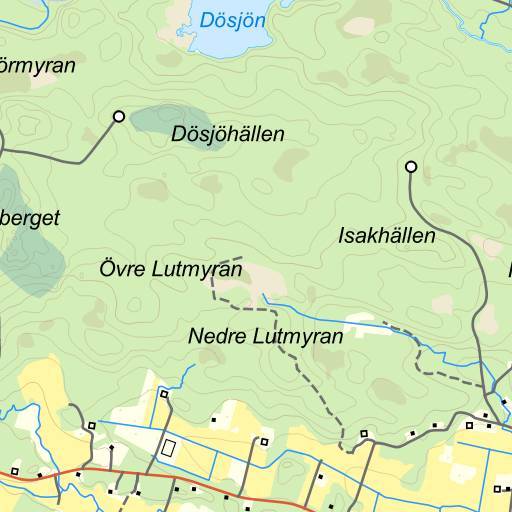 Dösjön
örmyran
Dösjöhällen
berget
Isakhällen
Övre Lutmyran
Nedre Lutmyran